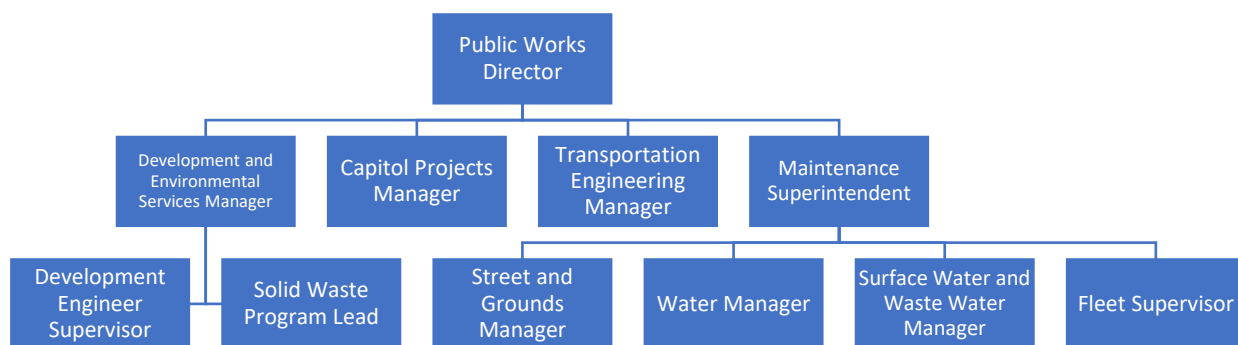 Public Works
Director
Development and
Environmental
Services Manager
Capitol Projects
Manager
Transportation
Engineering
Manager
Maintenance
Superintendent
Development
Engineer
Supervisor
Solid Waste
Program Lead
Street and
Grounds
Manager
Water Manager
Surface Water and
Waste Water
Manager
Fleet Supervisor